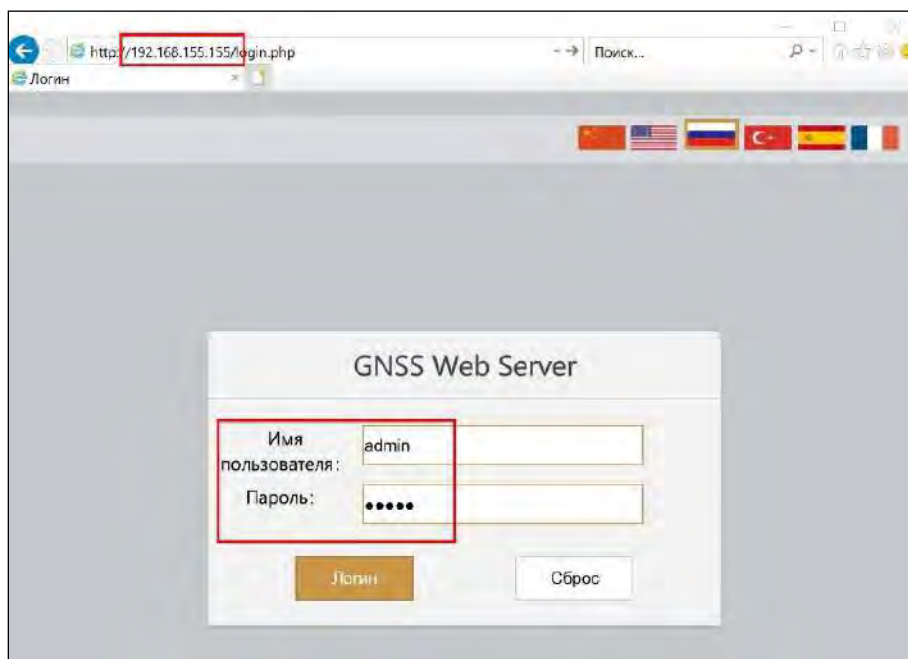 http://192.168.155.155/login.php
Поиск...
Логин
GNSS Web Server
Имя
пользователя:
admin
Пароль:
•••••
Логин
Сброс